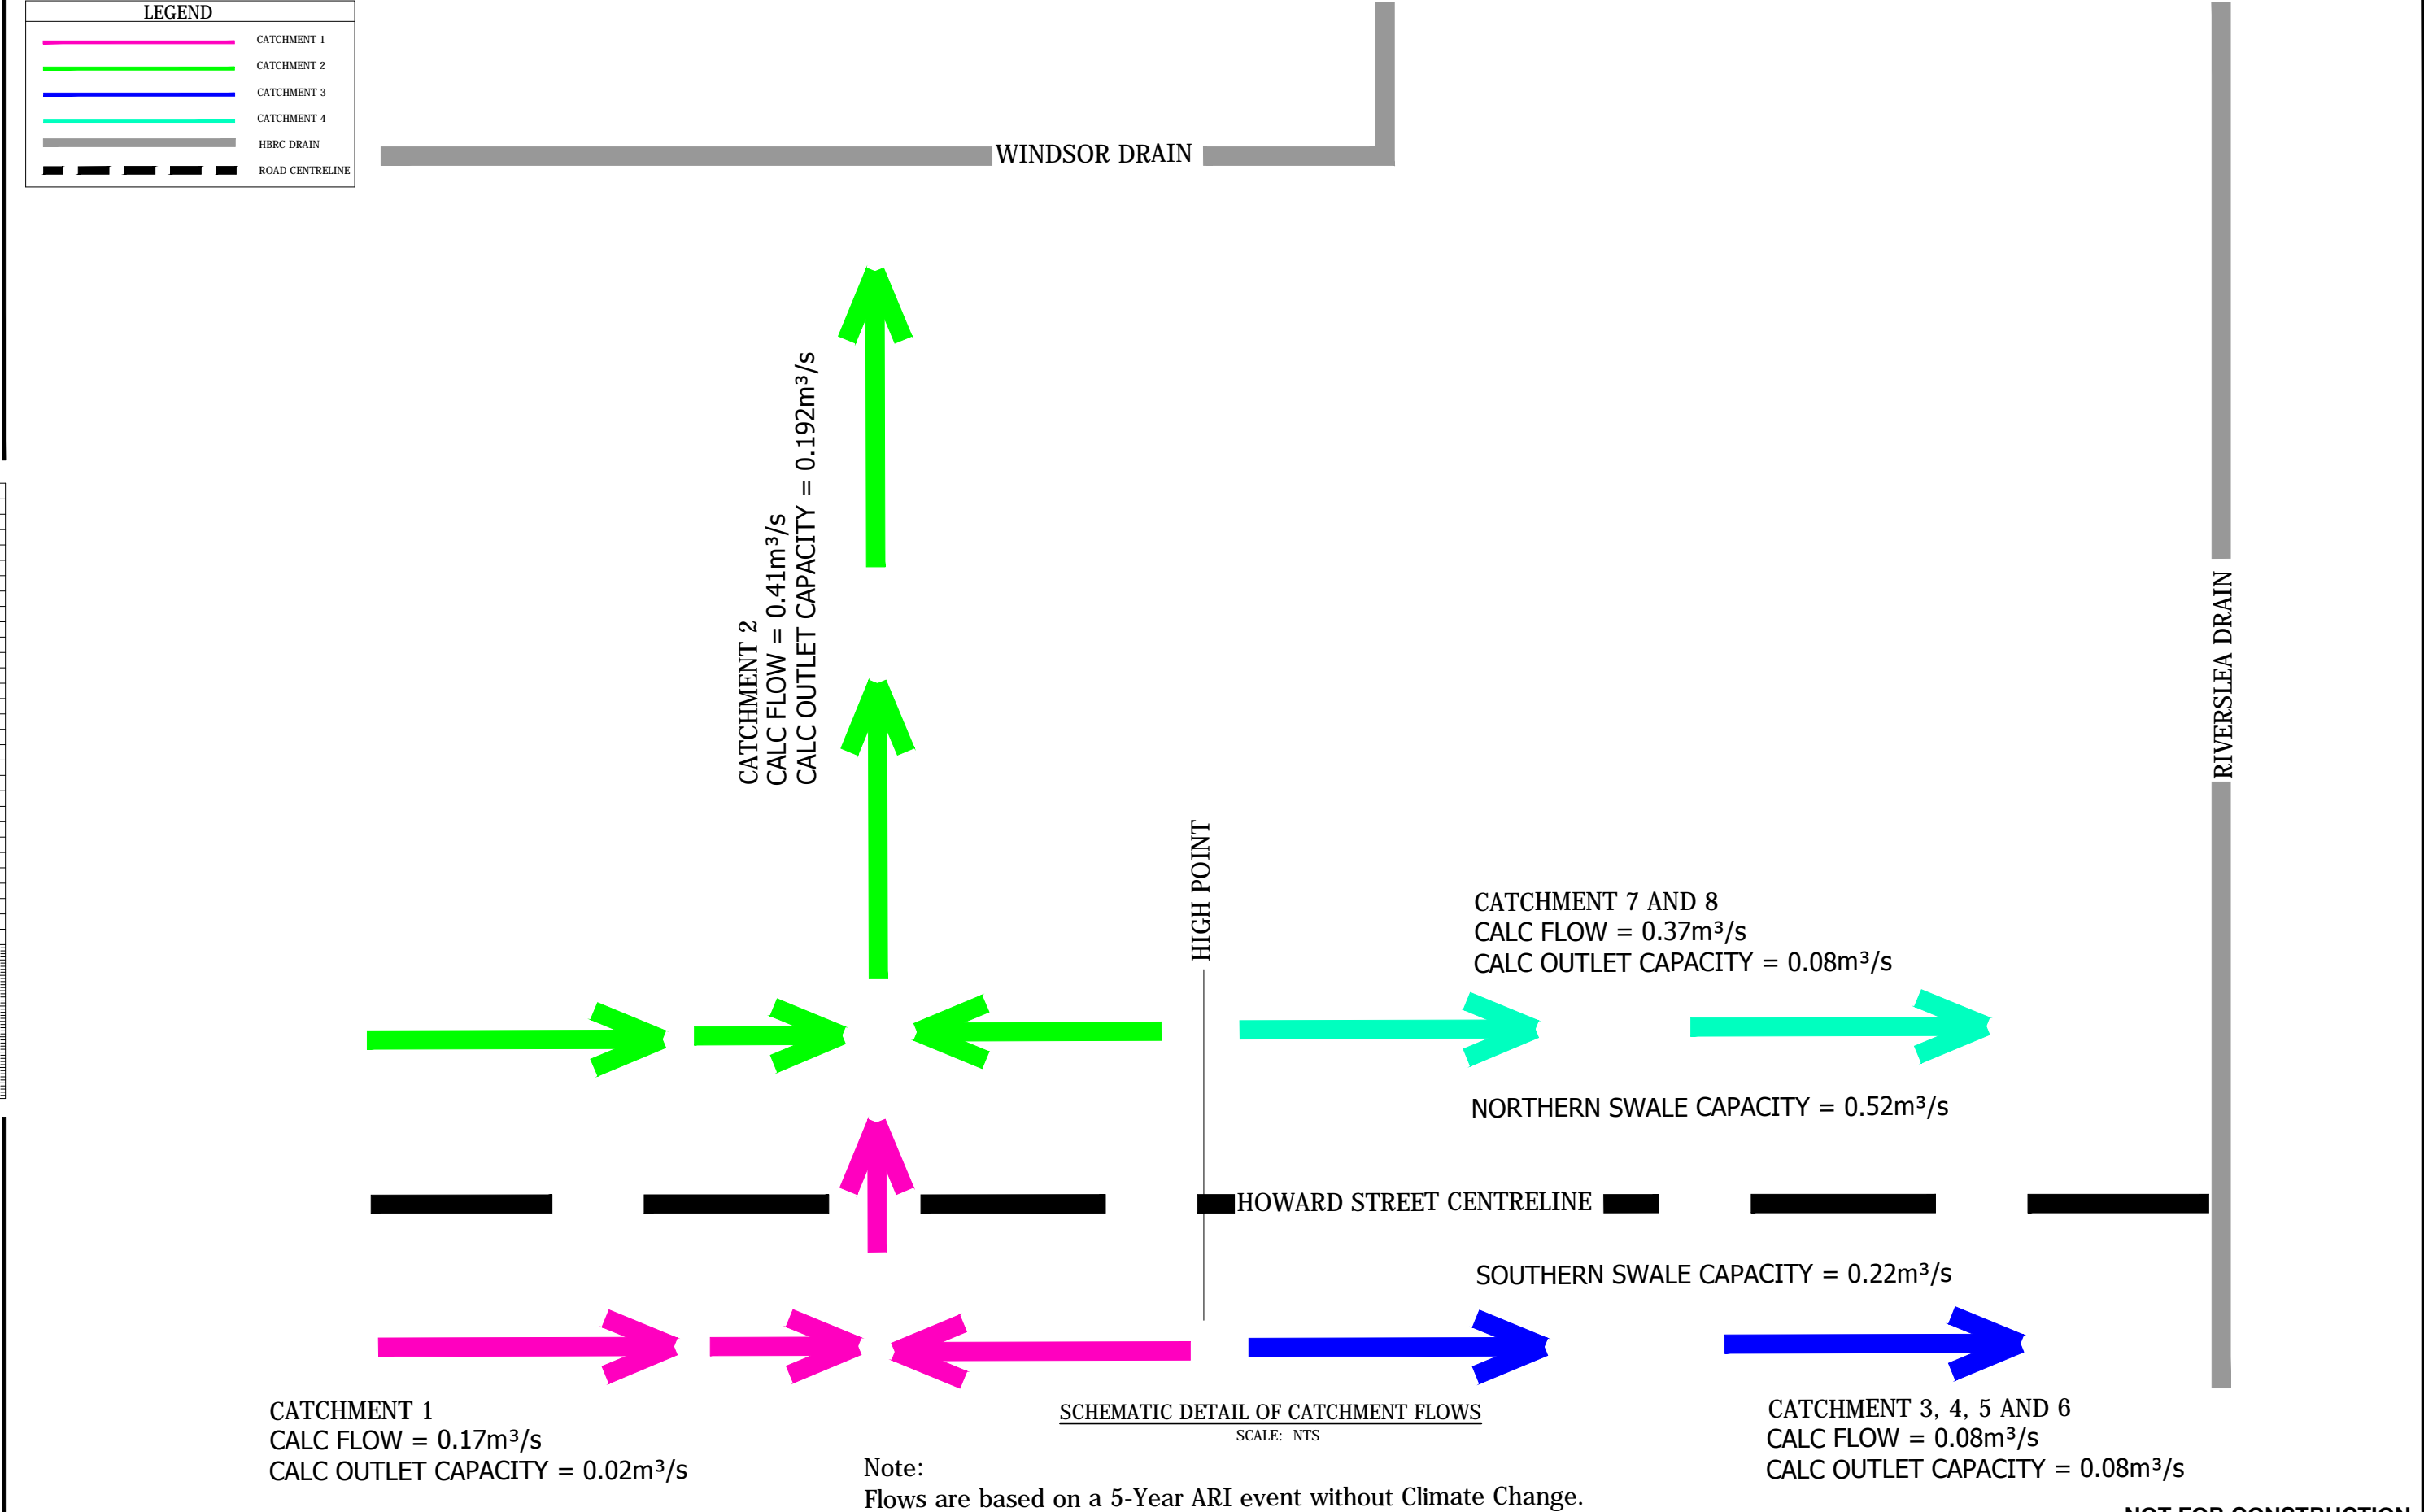 LEGEND
CATCHMENT 1
CATCHMENT 2
CATCHMENT 3
CATCHMENT 4
HBRC DRAIN
ROAD CENTRELINE
WINDSOR DRAIN
CATCHMENT 2
CALC FLOW = 0.41m³/s
CALC OUTLET CAPACITY = 0.192m³/s
RIVERSLEA DRAIN
HIGH POINT
CATCHMENT 7 AND 8
CALC FLOW = 0.37m³/s
CALC OUTLET CAPACITY = 0.08m³/s
NORTHERN SWALE CAPACITY = 0.52m³/s
HOWARD STREET CENTRELINE
SOUTHERN SWALE CAPACITY = 0.22m³/s
CATCHMENT 1
CALC FLOW = 0.17m³/s
CALC OUTLET CAPACITY = 0.02m³/s
SCHEMATIC DETAIL OF CATCHMENT FLOWS
SCALE: NTS
CATCHMENT 3, 4, 5 AND 6
CALC FLOW = 0.08m³/s
CALC OUTLET CAPACITY = 0.08m³/s
Note:
Flows are based on a 5-Year ARI event without Climate Change.
NOT FOR CONSTRUCTION